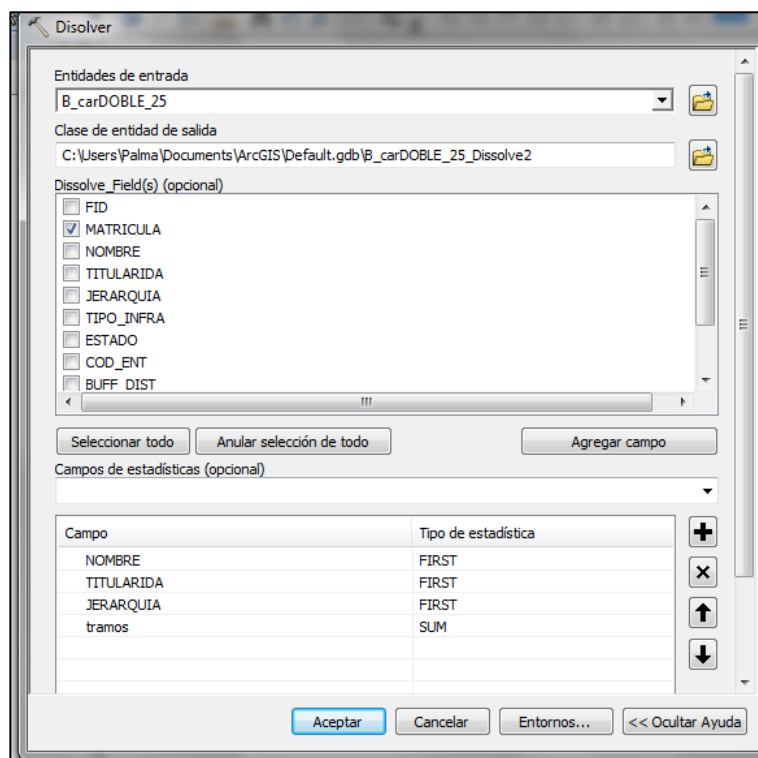 Disolver
Entidades de entrada
B_carDOBLE_25
Clase de entidad de salida
C:\Users\Palma\Documents\ArcGIS\Default.gdb\B_carDOBLE_25_Dissolve2
Dissolve_Field(s) (opcional)
FID
MATRICULA
NOMBRE
TITULARIDA
JERARQUIA
TIPO_INFRA
ESTADO
COD_ENT
BUFF_DIST
Seleccionar todo Anular selección de todo Agregar campo
Campos de estadísticas (opcional)
Campo Tipo de estadística
NOMBRE FIRST
TITULARIDA FIRST
JERARQUIA FIRST
tramos SUM
Aceptar Cancelar Entornos... << Ocultar Ayuda